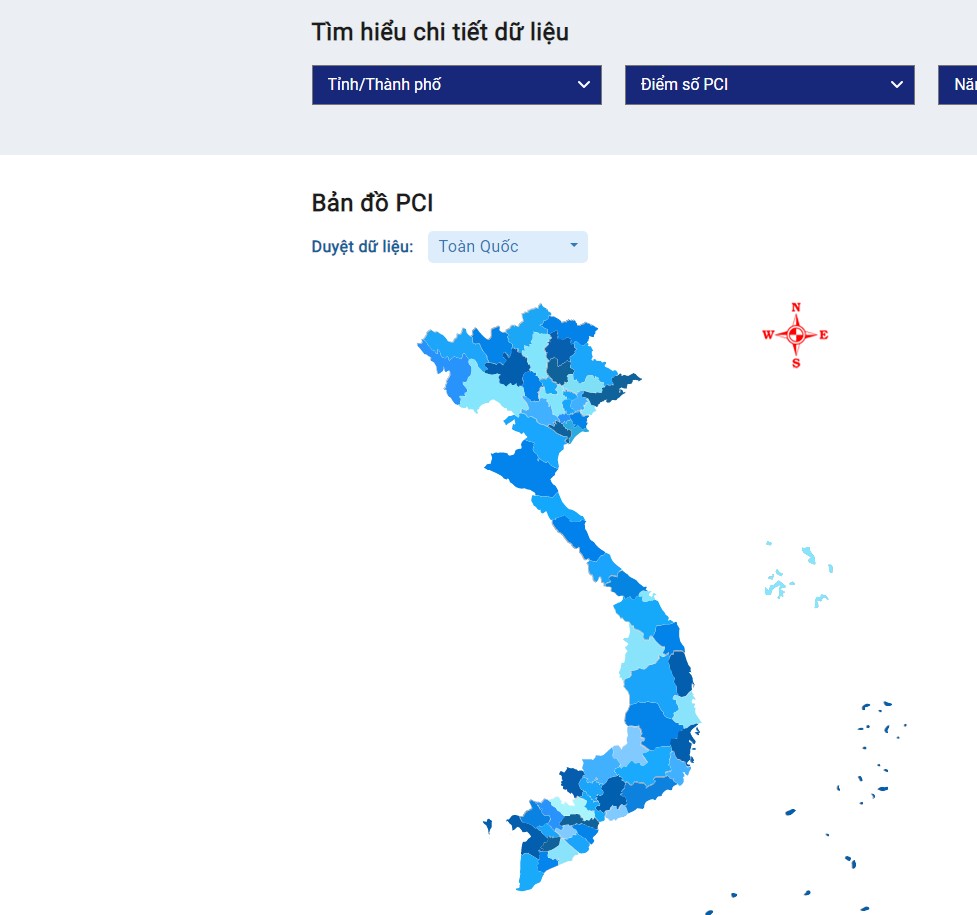 Tìm hiểu chi tiết dữ liệu
Tỉnh/Thành phố
Điểm số PCI
Bản đồ PCI
Duyệt dữ liệu:
Toàn Quốc
N
W E
S